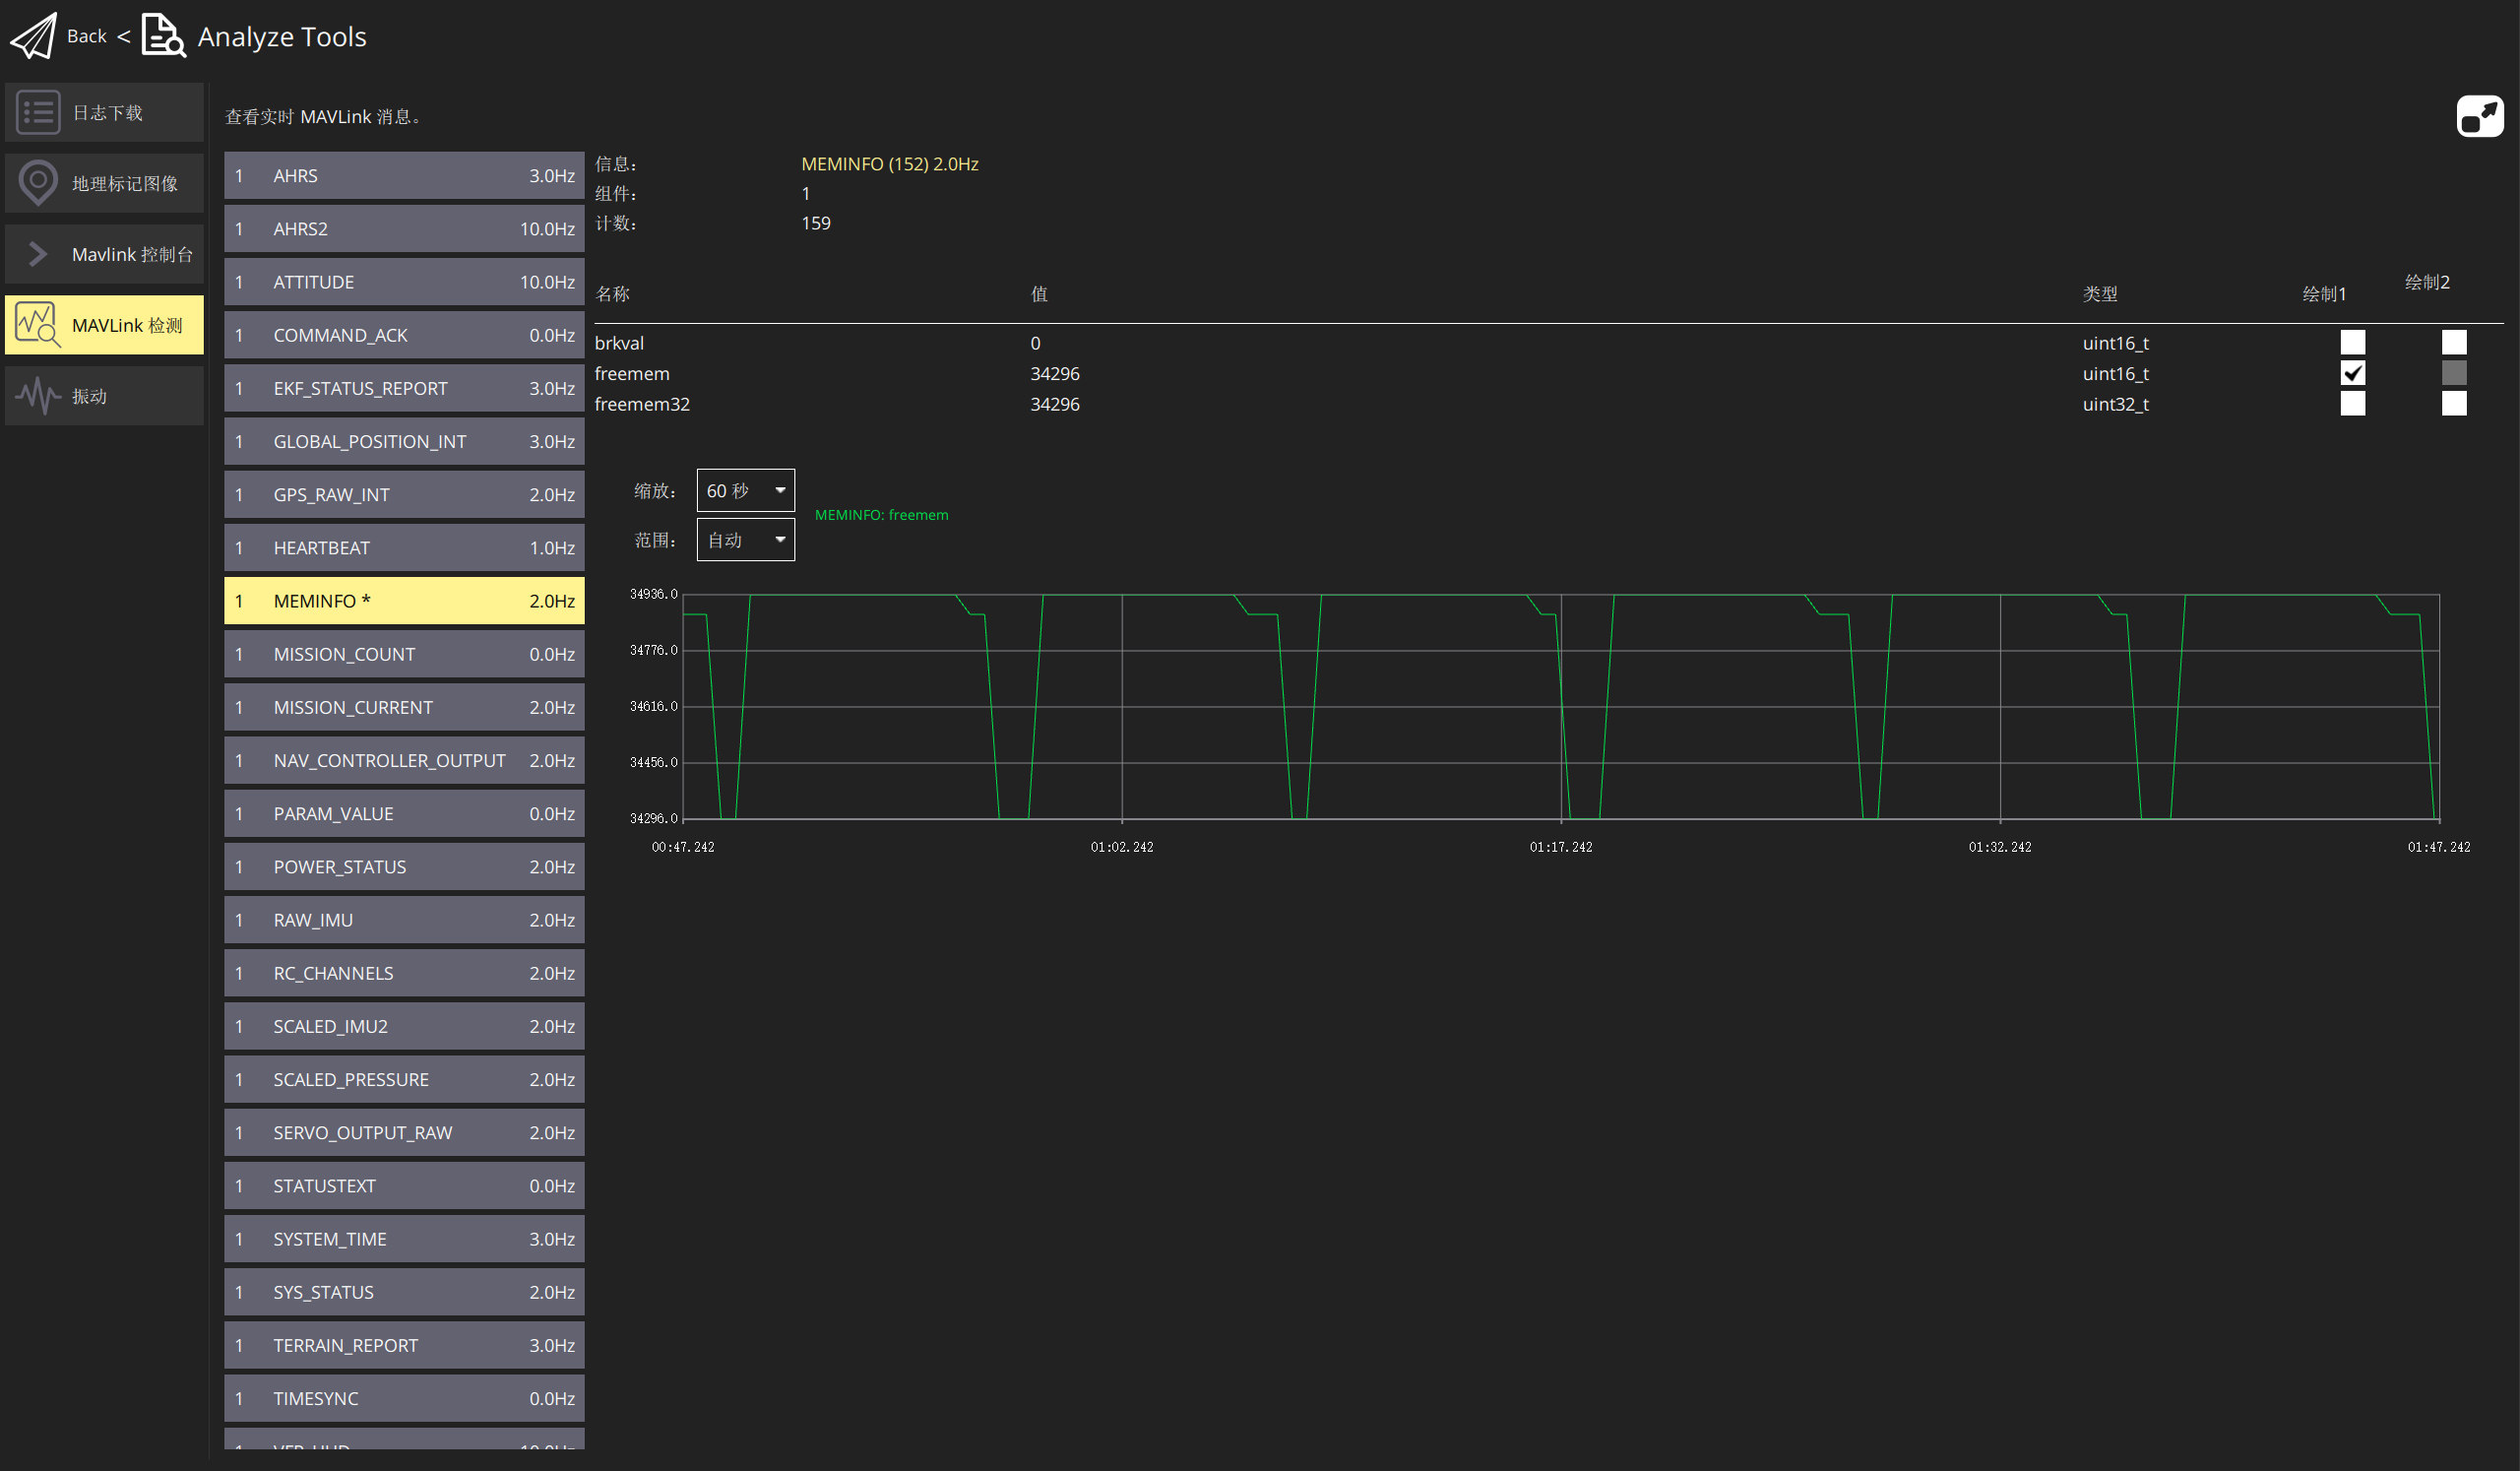 Back < Analyze Tools
日志下载
地理标记图像
Mavlink 控制台
MAVLink 检测
振动
查看实时 MAVLink 消息。
1 AHRS 3.0Hz
1 AHRS2 10.0Hz
1 ATTITUDE 10.0Hz
1 COMMAND_ACK 0.0Hz
1 EKF_STATUS_REPORT 3.0Hz
1 GLOBAL_POSITION_INT 3.0Hz
1 GPS_RAW_INT 2.0Hz
1 HEARTBEAT 1.0Hz
1 MEMINFO * 2.0Hz
1 MISSION_COUNT 0.0Hz
1 MISSION_CURRENT 2.0Hz
1 NAV_CONTROLLER_OUTPUT 2.0Hz
1 PARAM_VALUE 0.0Hz
1 POWER_STATUS 2.0Hz
1 RAW_IMU 2.0Hz
1 RC_CHANNELS 2.0Hz
1 SCALED_IMU2 2.0Hz
1 SCALED_PRESSURE 2.0Hz
1 SERVO_OUTPUT_RAW 2.0Hz
1 STATUSTEXT 0.0Hz
1 SYSTEM_TIME 3.0Hz
1 SYS_STATUS 2.0Hz
1 TERRAIN_REPORT 3.0Hz
1 TIMESYNC 0.0Hz
信息： MEMINFO (152) 2.0Hz
组件： 1
计数： 159
名称 值 类型 绘制1 绘制2
brkval 0 uint16_t
freemem 34296 uint16_t
freemem32 34296 uint32_t
缩放： 60 秒
MEMINFO: freemem
范围： 自动
34936.0
34776.0
34616.0
34456.0
34296.0
00:47.242 01:02.242 01:17.242 01:32.242 01:47.242